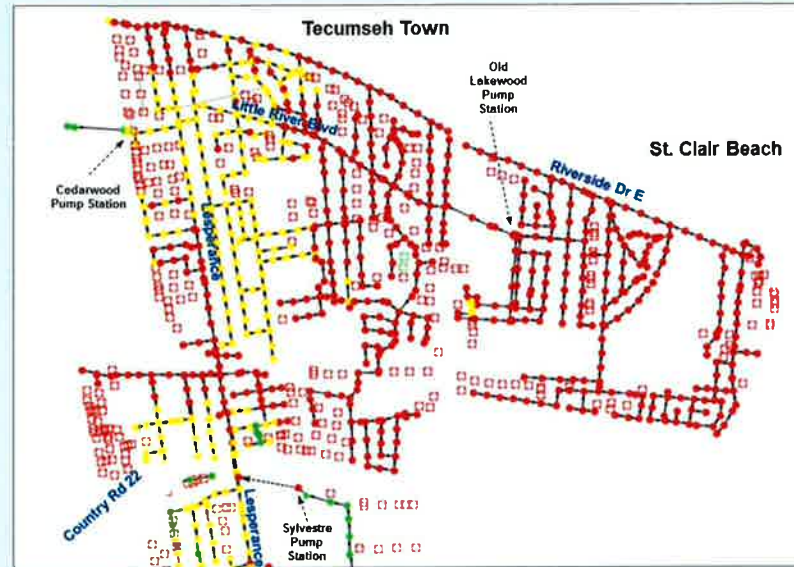 Tecumseh Town
Old
Lakewood
Pump
Station
Little River Blvd
St. Clair Beach
Riverside Dr E
Cedarwood
Pump Station
Lesperance
Country Rd 22
Lesperance
Sylvestre
Pump
Station